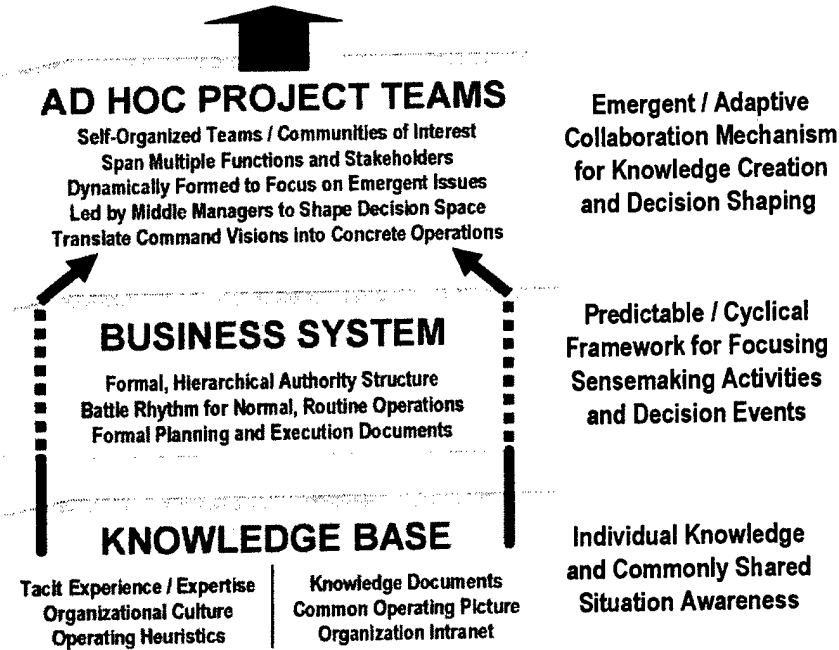 AD HOC PROJECT TEAMS
Self-Organized Teams / Communities of Interest
Span Multiple Functions and Stakeholders
Dynamically Formed to Focus on Emergent Issues
Led by Middle Managers to Shape Decision Space
Translate Command Visions into Concrete Operations
Emergent / Adaptive
Collaboration Mechanism
for Knowledge Creation
and Decision Shaping
BUSINESS SYSTEM
Formal, Hierarchical Authority Structure
Battle Rhythm for Normal, Routine Operations
Formal Planning and Execution Documents
Predictable / Cyclical
Framework for Focusing
Sensemaking Activities
and Decision Events
KNOWLEDGE BASE
Tacit Experience / Expertise
Organizational Culture
Operating Heuristics
Knowledge Documents
Common Operating Picture
Organization Intranet
Individual Knowledge
and Commonly Shared
Situation Awareness